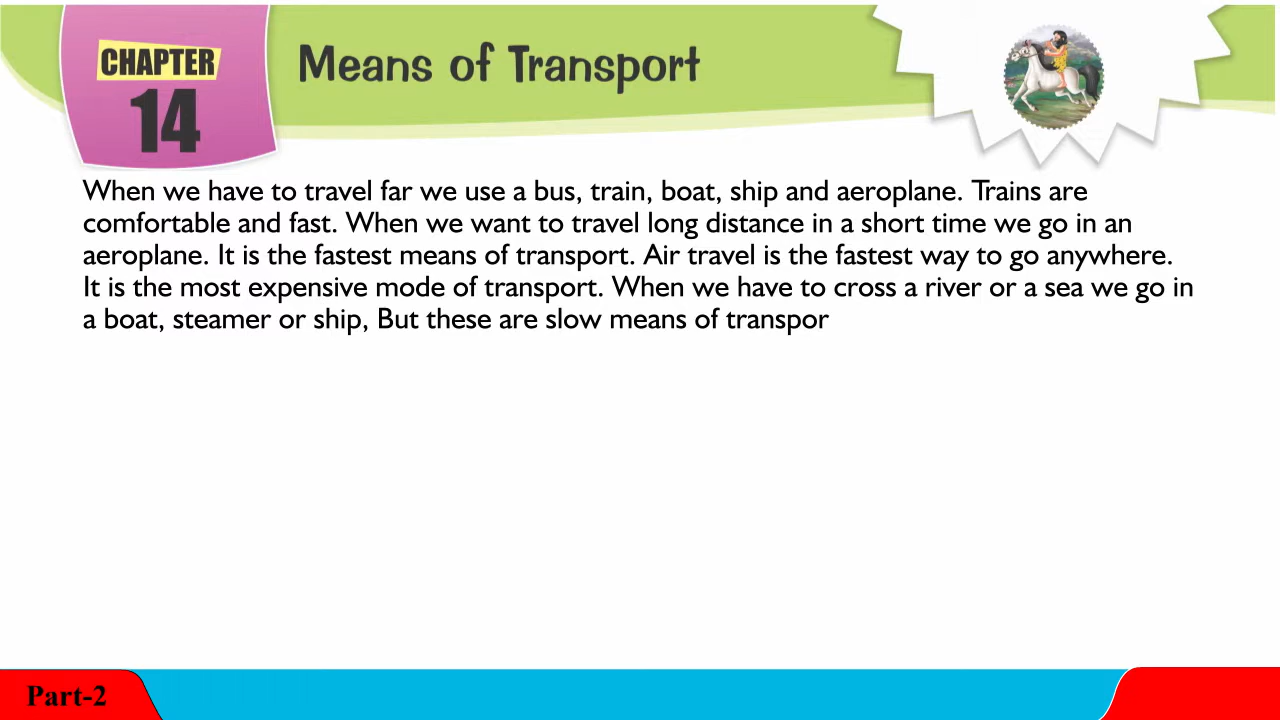 CHAPTER
14
Means of Transport
When we have to travel far we use a bus, train, boat, ship and aeroplane. Trains are
comfortable and fast. When we want to travel long distance in a short time we go in an
aeroplane. It is the fastest means of transport. Air travel is the fastest way to go anywhere.
It is the most expensive mode of transport. When we have to cross a river or a sea we go in
a boat, steamer or ship, But these are slow means of transpor
Part-2